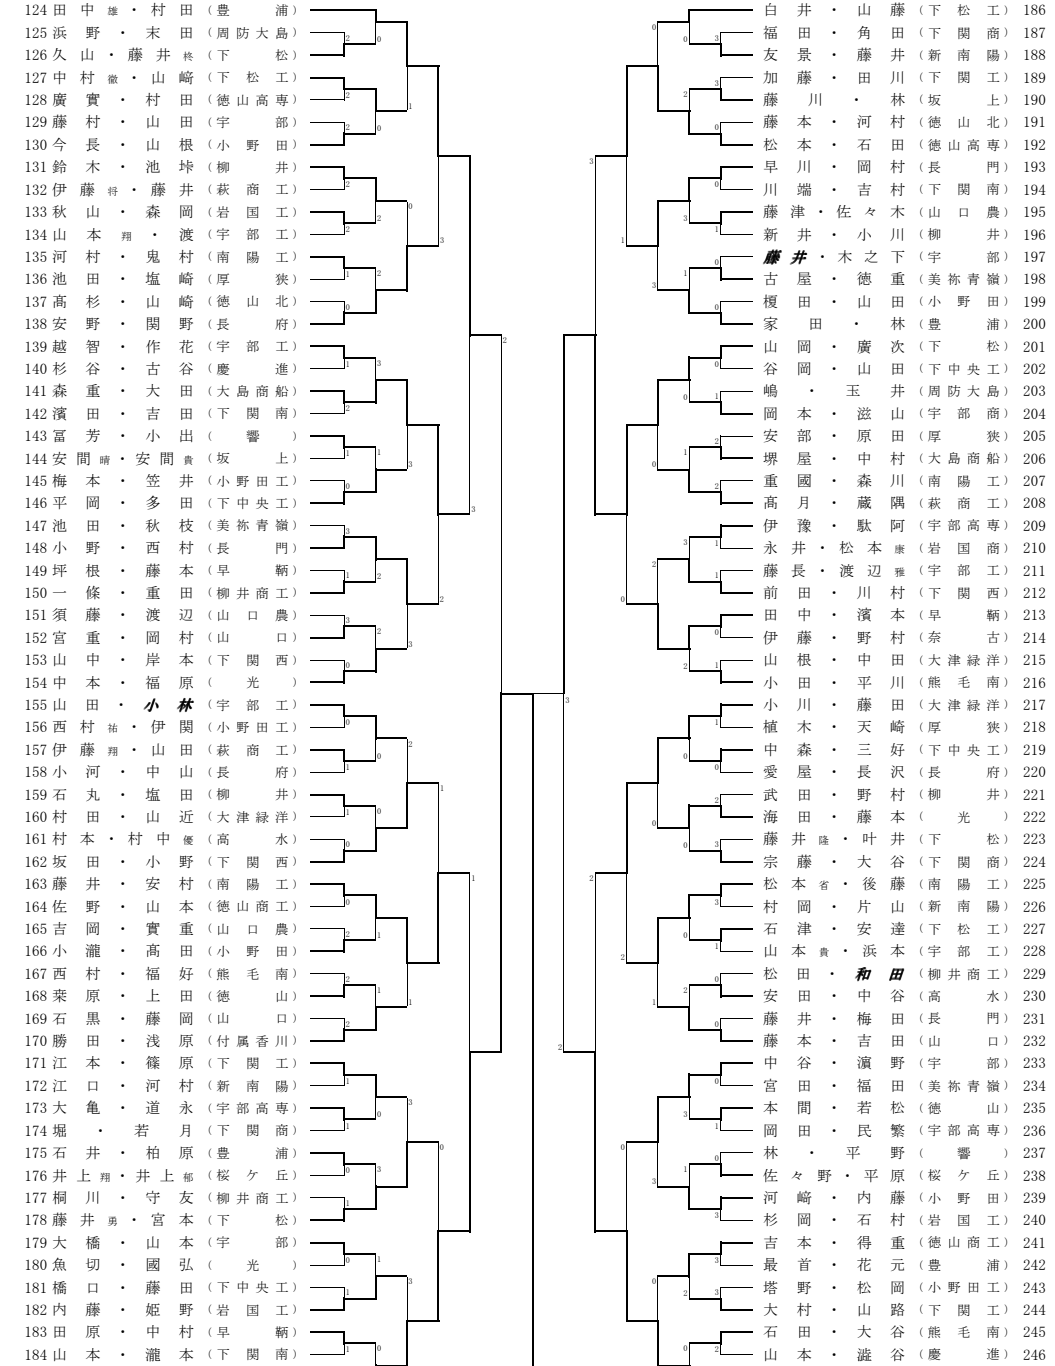 124 田中雄・村田（豊浦）
125 浜野・末田（周防大島）
126 久山・藤井柊（下松）
127 中村徹・山﨑（下松工）
128 廣實・村田（徳山高専）
129 藤村・山田（宇部）
130 今長・山根（小野田）
131 鈴木・池垰（柳井）
132 伊藤将・藤井（萩商工）
133 秋山・森岡（岩国工）
134 山本翔・渡（宇部工）
135 河村・鬼村（南陽工）
136 池田・塩崎（厚狭）
137 髙杉・山崎（徳山北）
138 安野・関野（長府）
139 越智・作花（宇部工）
140 杉谷・古谷（慶進）
141 森重・大田（大島商船）
142 濱田・吉田（下関南）
143 冨芳・小出（響）
144 安間晴・安間貴（坂上）
145 梅本・笠井（小野田工）
146 平岡・多田（下中央工）
147 池田・秋枝（美祢青嶺）
148 小野・西村（長門）
149 坪根・藤本（早鞆）
150 一條・重田（柳井商工）
151 須藤・渡辺（山口農）
152 宮重・岡村（山口）
153 山中・岸本（下関西）
154 中本・福原（光）
155 山田・小林（宇部工）
156 西村祐・伊関（小野田工）
157 伊藤翔・山田（萩商工）
158 小河・中山（長府）
159 石丸・塩田（柳井）
160 村田・山近（大津緑洋）
161 村本・村中優（高水）
162 坂田・小野（下関西）
163 藤井・安村（南陽工）
164 佐野・山本（徳山商工）
165 吉岡・實重（山口農）
166 小瀧・髙田（小野田）
167 西村・福好（熊毛南）
168 桒原・上田（徳山）
169 石黒・藤岡（山口）
170 勝田・浅原（付属香川）
171 江本・篠原（下関工）
172 江口・河村（新南陽）
173 大亀・道永（宇部高専）
174 堀・若月（下関商）
175 石井・柏原（豊浦）
176 井上翔・井上郁（桜ケ丘）
177 桐川・守友（柳井商工）
178 藤井勇・宮本（下松）
179 大橋・山本（宇部）
180 魚切・國弘（光）
181 橋口・藤田（下中央工）
182 内藤・姫野（岩国工）
183 田原・中村（早鞆）
184 山本・瀧本（下関南）
白井・山藤（下松工） 186
福田・角田（下関商） 187
友景・藤井（新南陽） 188
加藤・田川（下関工） 189
藤川・林（坂上） 190
藤本・河村（徳山北） 191
松本・石田（徳山高専） 192
早川・岡村（長門） 193
川端・吉村（下関南） 194
藤津・佐々木（山口農） 195
新井・小川（柳井） 196
藤井・木之下（宇部） 197
古屋・徳重（美祢青嶺） 198
榎田・山田（小野田） 199
家田・林（豊浦） 200
山岡・廣次（下松） 201
谷岡・山田（下中央工） 202
嶋・玉井（周防大島） 203
岡本・滋山（宇部商） 204
安部・原田（厚狭） 205
堺屋・中村（大島商船） 206
重國・森川（南陽工） 207
髙月・蔵隅（萩商工） 208
伊豫・駄阿（宇部高専） 209
永井・松本康（岩国商） 210
藤長・渡辺雅（宇部工） 211
前田・川村（下関西） 212
田中・濱本（早鞆） 213
伊藤・野村（奈古） 214
山根・中田（大津緑洋） 215
小田・平川（熊毛南） 216
小川・藤田（大津緑洋） 217
植木・天崎（厚狭） 218
中森・三好（下中央工） 219
愛屋・長沢（長府） 220
武田・野村（柳井） 221
海田・藤本（光） 222
藤井隆・叶井（下松） 223
宗藤・大谷（下関商） 224
松本省・後藤（南陽工） 225
村岡・片山（新南陽） 226
石津・安達（下松工） 227
山本貴・浜本（宇部工） 228
松田・和田（柳井商工） 229
安田・中谷（高水） 230
藤井・梅田（長門） 231
藤本・吉田（山口） 232
中谷・濵野（宇部） 233
宮田・福田（美祢青嶺） 234
本間・若松（徳山） 235
岡田・民繁（宇部高専） 236
林・平野（響） 237
佐々野・平原（桜ケ丘） 238
河﨑・内藤（小野田） 239
杉岡・石村（岩国工） 240
吉本・得重（徳山商工） 241
最首・花元（豊浦） 242
塔野・松岡（小野田工） 243
大村・山路（下関工） 244
石田・大谷（熊毛南） 245
山本・澁谷（慶進） 246